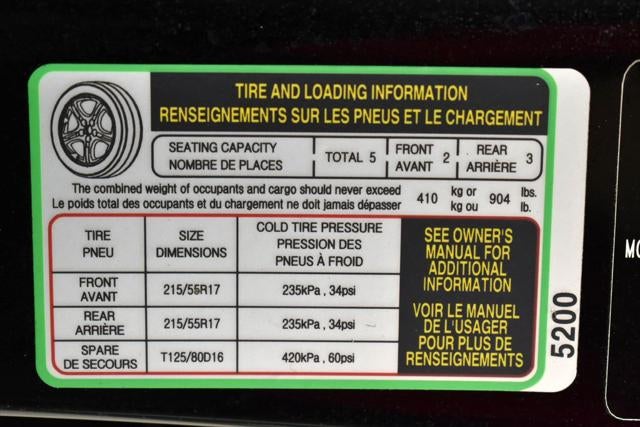 TIRE AND LOADING INFORMATION
RENSEIGNEMENTS SUR LES PNEUS ET LE CHARGEMENT
SEATING CAPACITY
NOMBRE DE PLACES
TOTAL 5
FRONT
AVANT 2
REAR
ARRIÈRE 3
The combined weight of occupants and cargo should never exceed
Le poids total des occupants et du chargement ne doit jamais dépasser
410 kg or
kg ou
904 lbs.
lb.
TIRE
PNEU
SIZE
DIMENSIONS
COLD TIRE PRESSURE
PRESSION DES
PNEUS À FROID
FRONT
AVANT
215/55R17
235kPa , 34psi
REAR
ARRIÈRE
215/55R17
235kPa , 34psi
SPARE
DE SECOURS
T125/80D16
420kPa , 60psi
SEE OWNER'S
MANUAL FOR
ADDITIONAL
INFORMATION
VOIR LE MANUEL
DE L'USAGER
POUR PLUS DE
RENSEIGNEMENTS
5200
MO